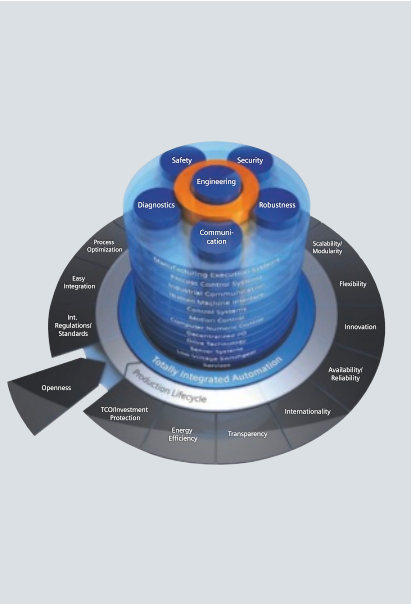 Safety
Security
Engineering
Diagnostics
Robustness
Communi-
cation
Manufacturing Execution Systems
Process Control Systems
Industrial Communication
Human Machine Interface
Control Systems
Motion Control
Computer Numeric Control
Decentralized I/O
Drive Technology
Sensor Systems
Low-Voltage Switchgear
Services
Totally Integrated Automation
Production Lifecycle
Process
Optimization
Easy
Integration
Int.
Regulations/
Standards
Openness
TCO/Investment
Protection
Energy
Efficiency
Transparency
Internationality
Availability/
Reliability
Innovation
Flexibility
Scalability/
Modularity